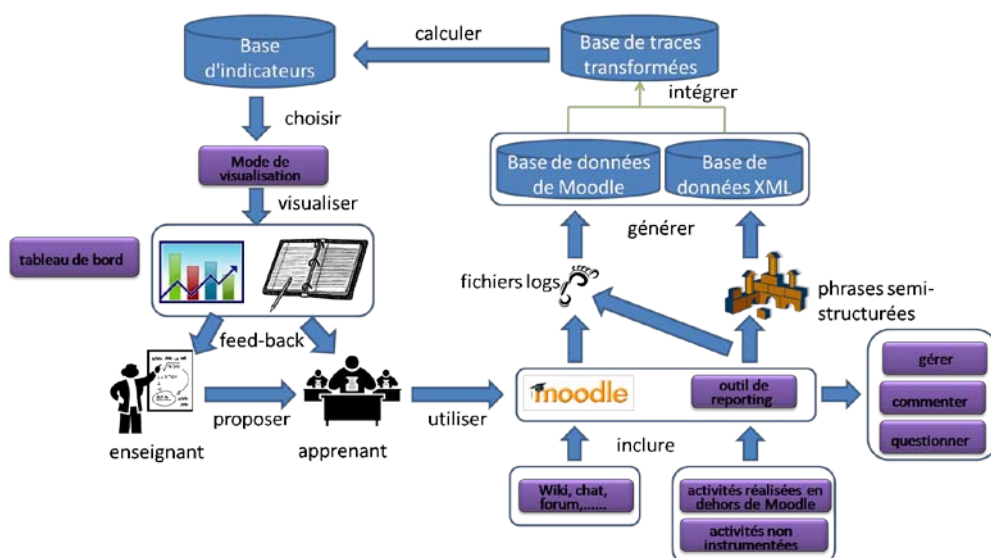 Base
d'indicateurs
calculer
Base de traces
transformées
intégrer
choisir
Mode de
visualisation
Base de données
de Moodle
Base de
données XML
visualiser
générer
tableau de bord
fichiers logs
phrases semi-
structurées
feed-back
gérer
commenter
questionner
moodle
outil de
reporting
proposer
utiliser
enseignant
apprenant
inclure
Wiki, chat,
forum,......
activités réalisées en
dehors de Moodle
activités non
instrumentées